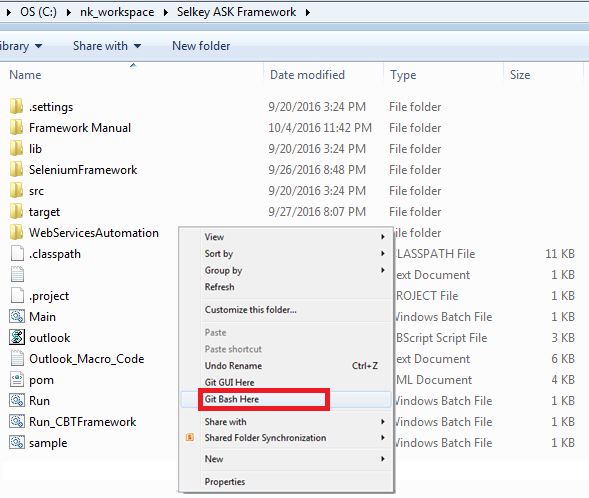 OS (C:) ▸ nk_workspace ▸ Selkey ASK Framework ▸
ibrary Share with New folder
Name Date modified Type Size
.settings 9/20/2016 3:24 PM File folder
Framework Manual 10/4/2016 11:42 PM File folder
lib 9/20/2016 3:24 PM File folder
SeleniumFramework 9/26/2016 8:48 PM File folder
src 9/20/2016 3:24 PM File folder
target 9/27/2016 8:07 PM File folder
WebServicesAutomation ile folder
.classpath CLASSPATH File 11 KB
ext Document 1 KB
.project PROJECT File 1 KB
Main Windows Batch File 1 KB
outlook BScript Script File 1 KB
Outlook_Macro_Code ext Document 6 KB
pom ML Document 4 KB
Run Windows Batch File 1 KB
Run_CBTFramework Windows Batch File 1 KB
sample Windows Batch File 1 KB
View
Sort by
Group by
Refresh
Customize this folder...
Paste
Paste shortcut
Undo Rename Ctrl+Z
Git GUI Here
Git Bash Here
Share with
Shared Folder Synchronization
New
Properties